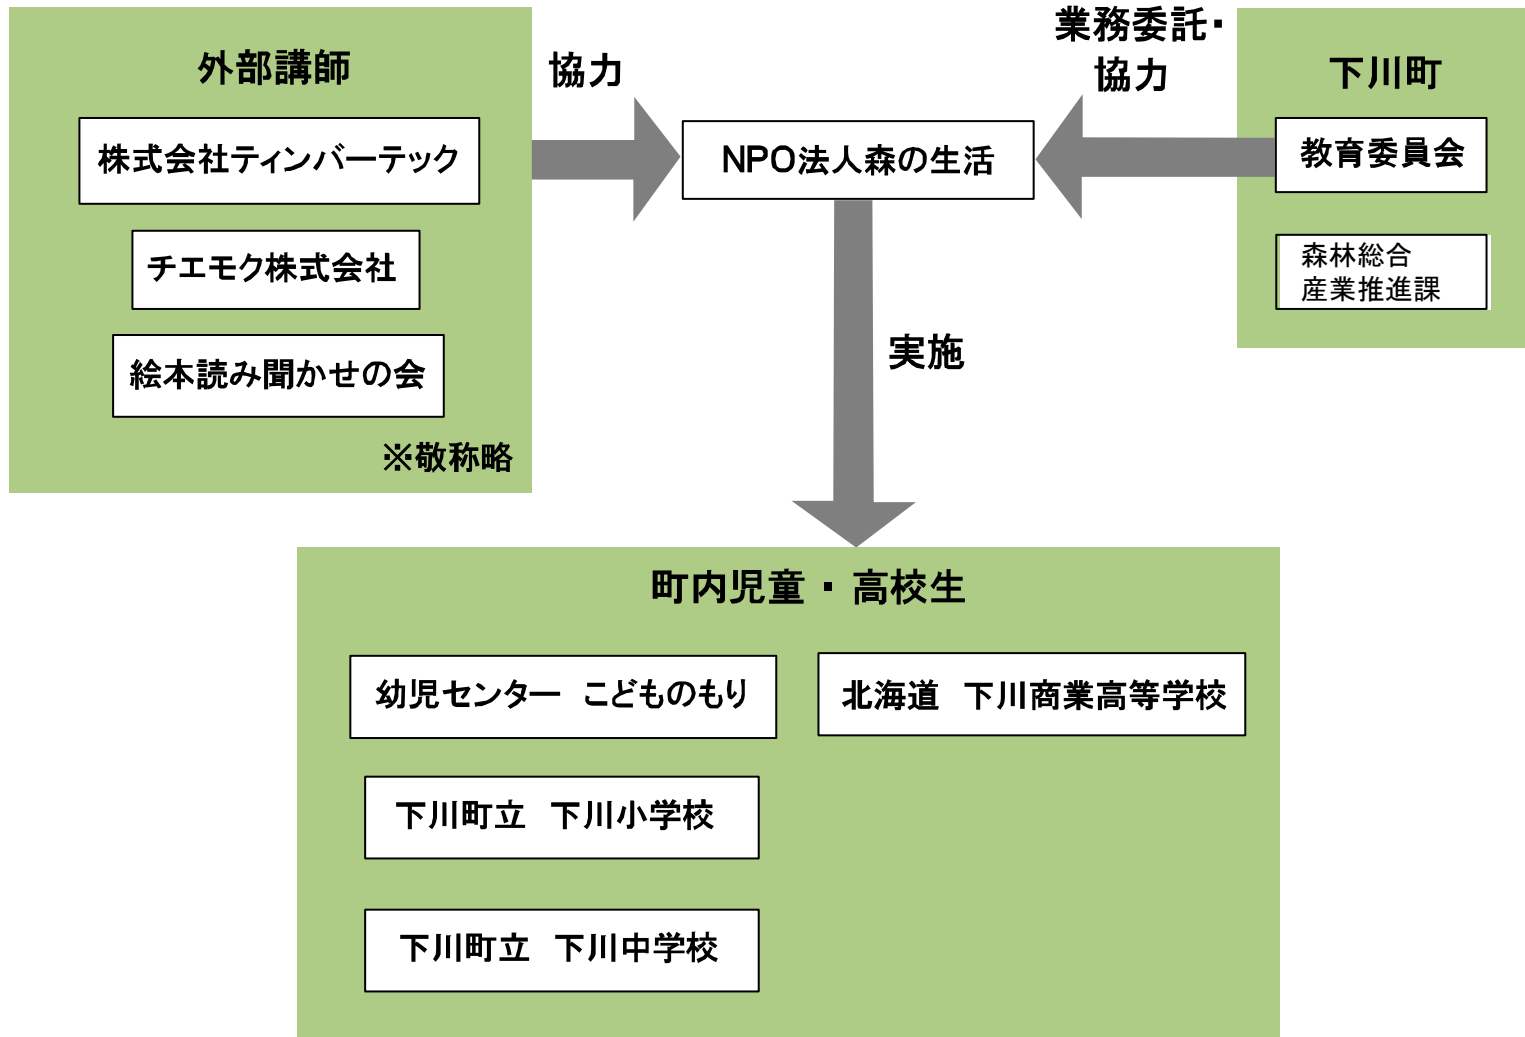 外部講師
株式会社ティンバーテック
チエモク株式会社
絵本読み聞かせの会
※敬称略
協力
NPO法人森の生活
業務委託・
協力
下川町
教育委員会
森林総合
産業推進課
実施
町内児童・高校生
幼児センター　こどものもり
北海道　下川商業高等学校
下川町立　下川小学校
下川町立　下川中学校